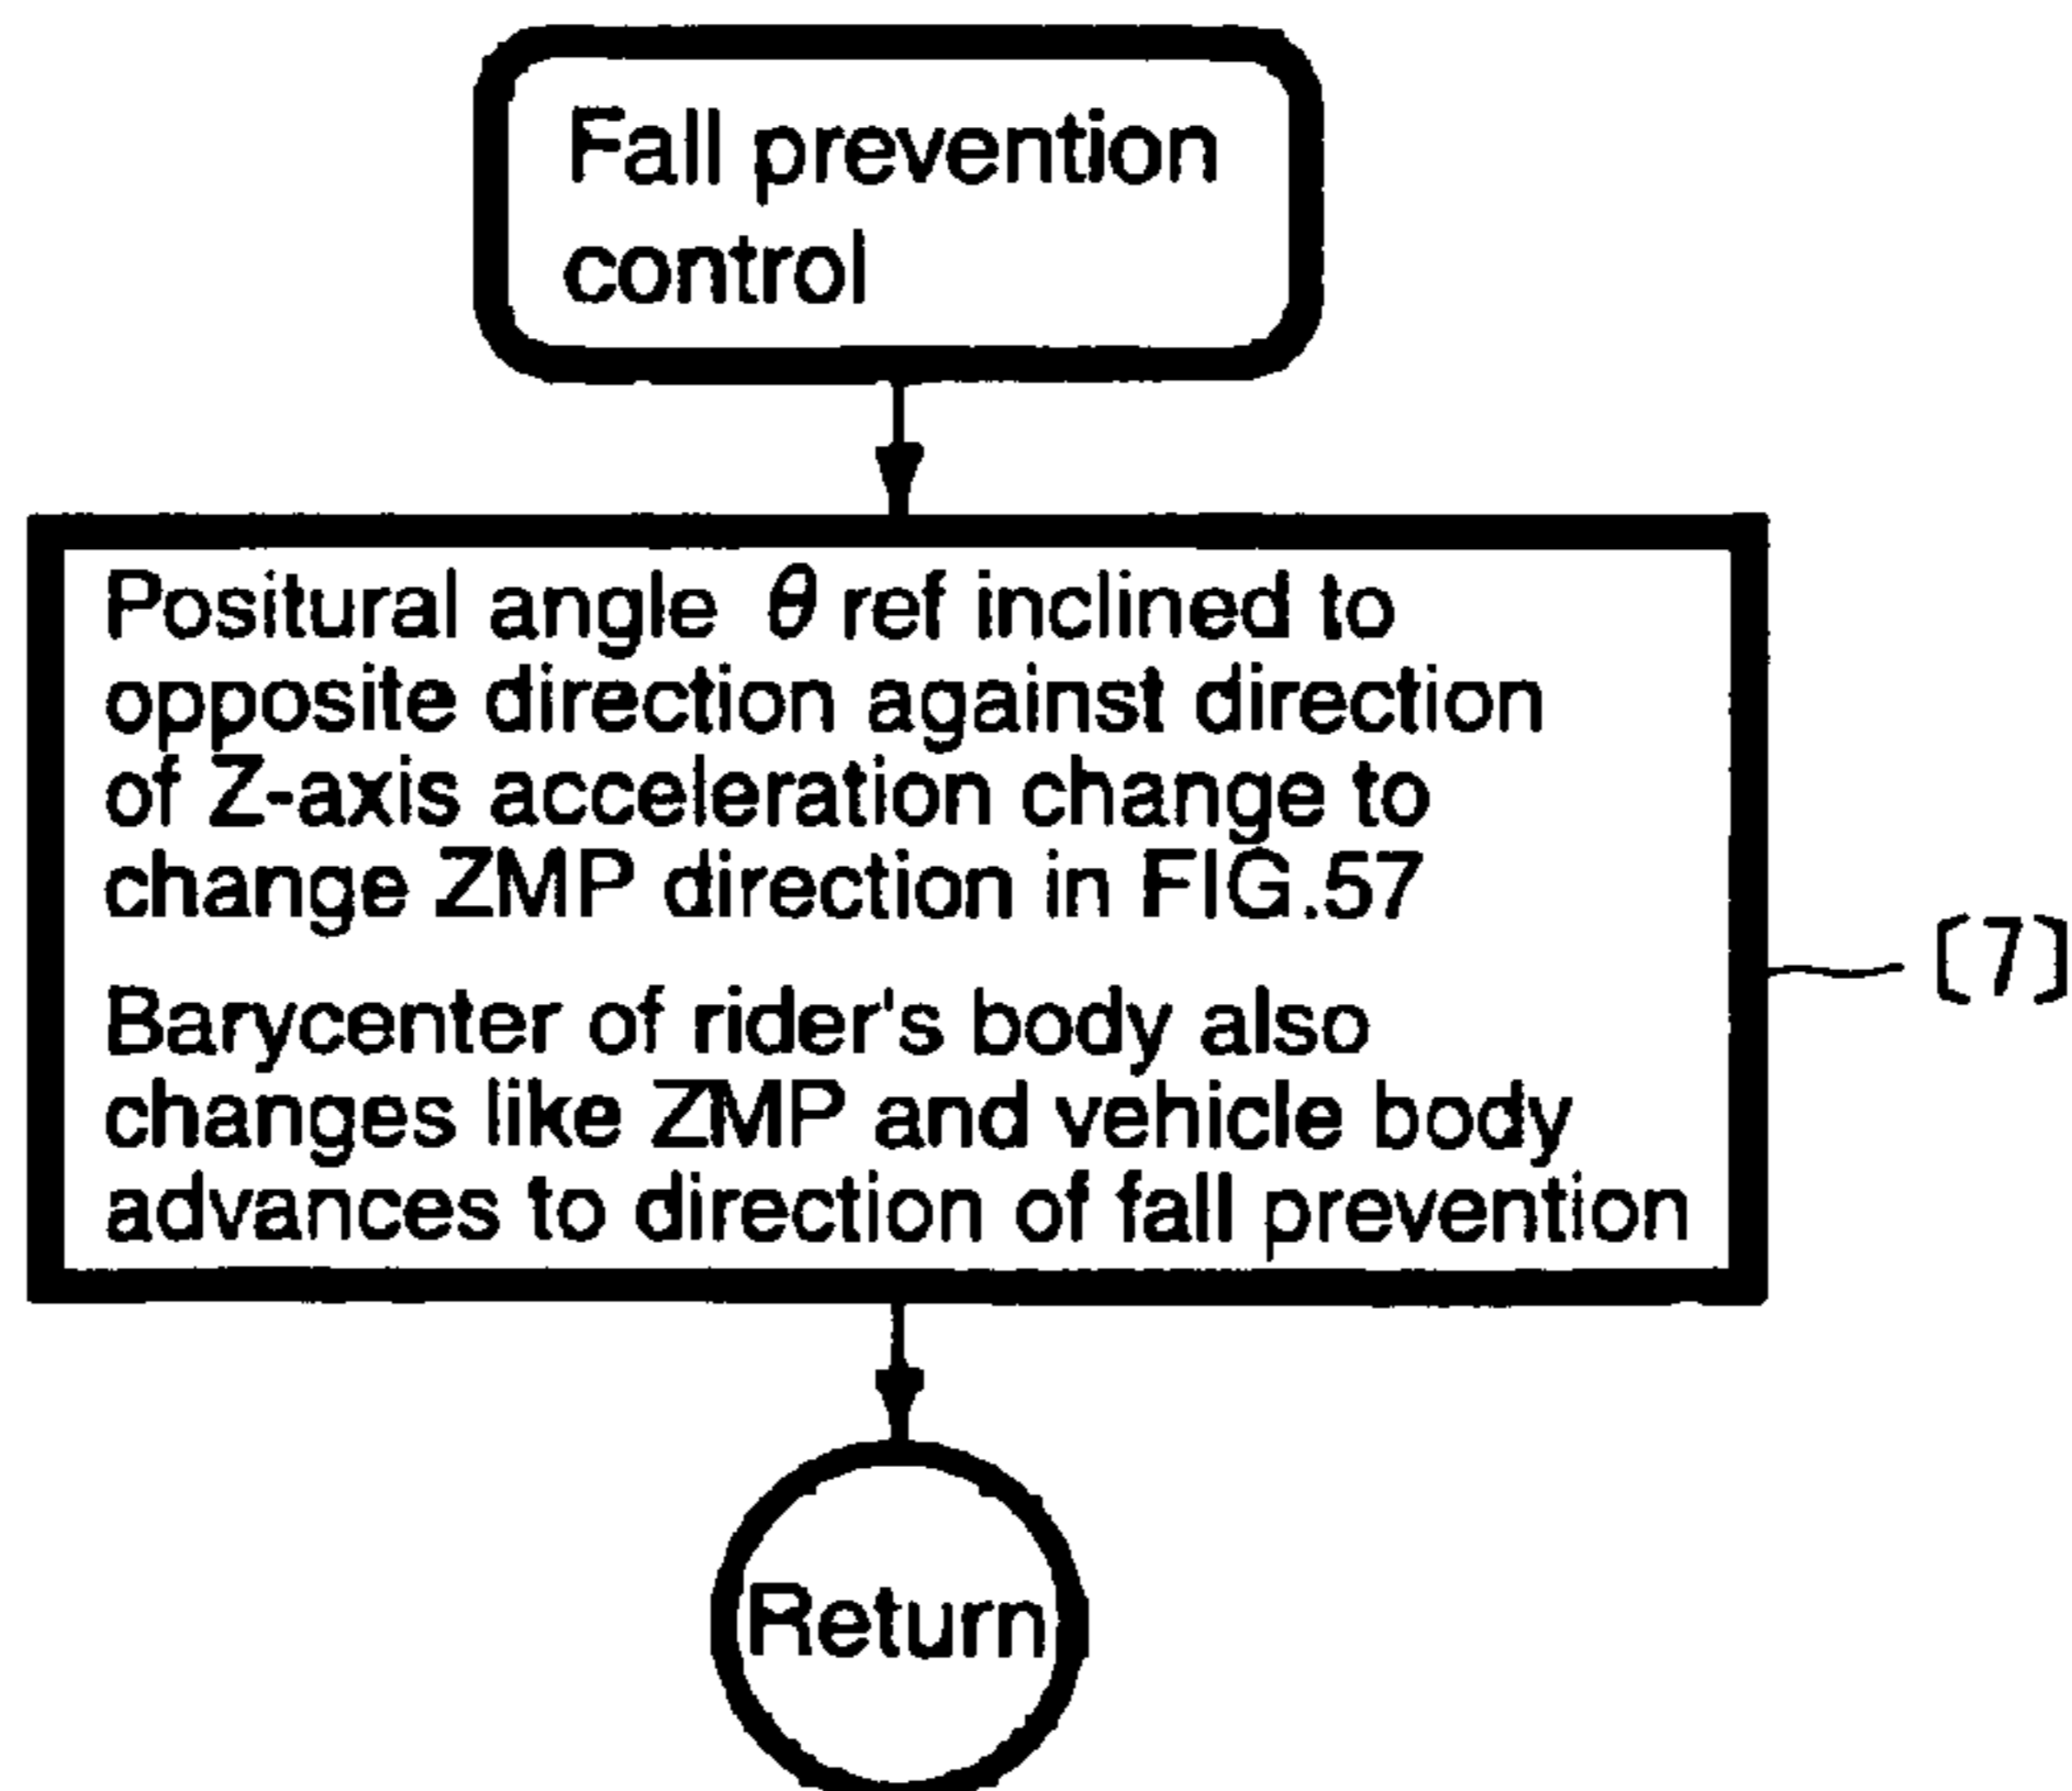 Fall prevention
control
Positural angle θ ref inclined to
opposite direction against direction
of Z-axis acceleration change to
change ZMP direction in FIG.57
Barycenter of rider's body also
changes like ZMP and vehicle body
advances to direction of fall prevention
[7]
Return